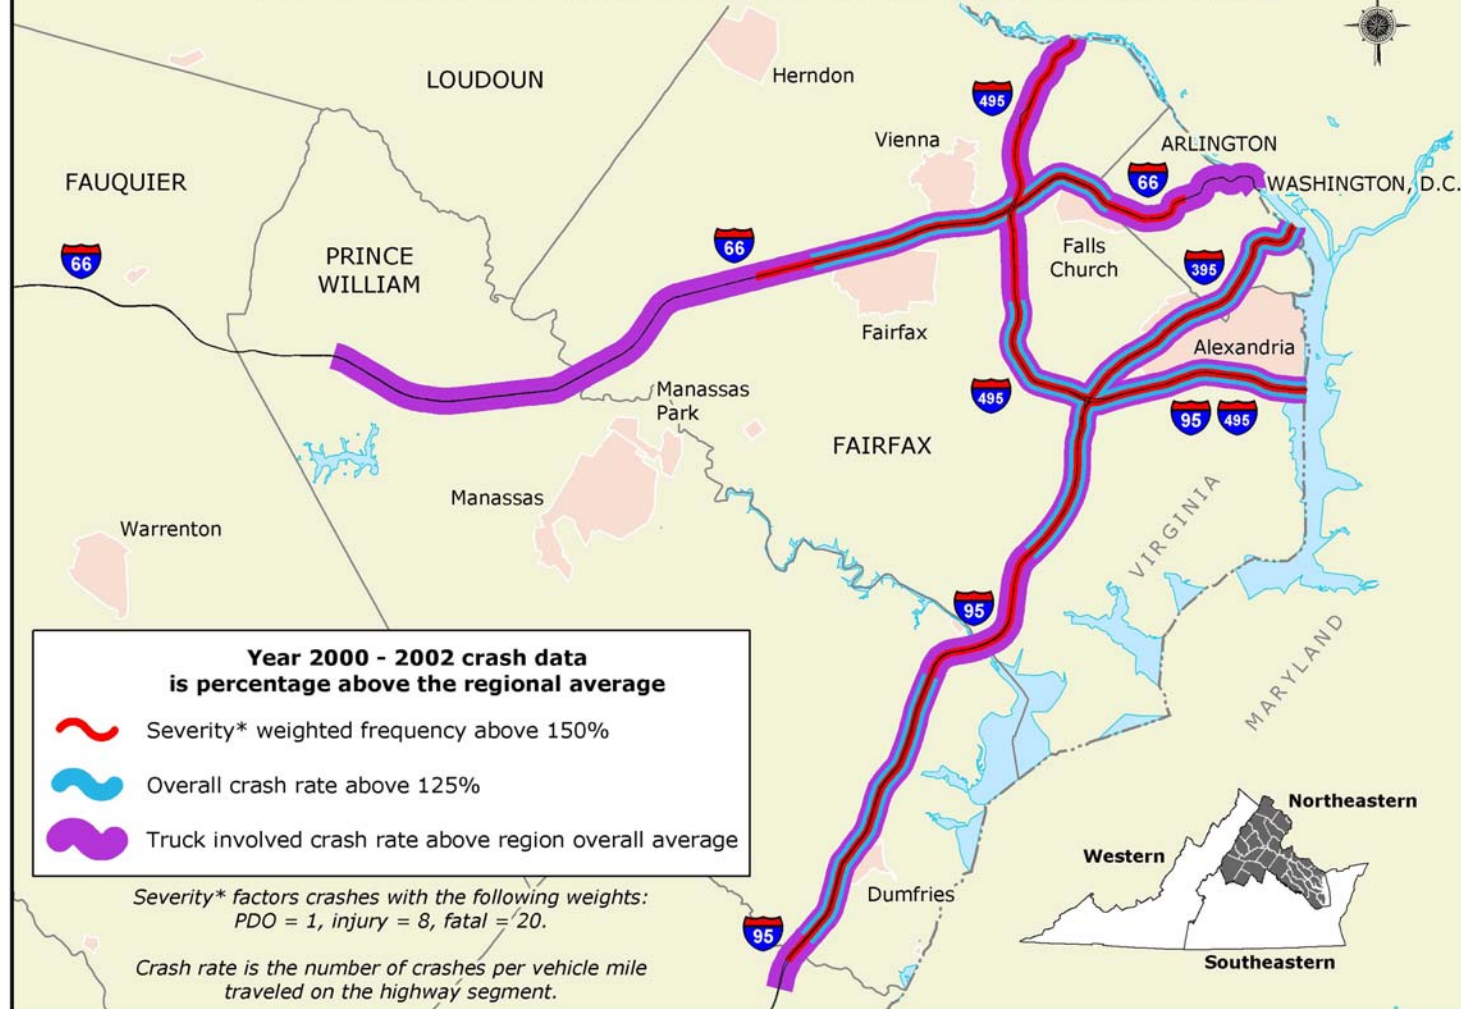 LOUDOUN
Herndon
495
Vienna
ARLINGTON
66
WASHINGTON, D.C.
FAUQUIER
PRINCE
WILLIAM
66
66
Falls
Church
395
Fairfax
Alexandria
Manassas
Park
495
95
495
FAIRFAX
Manassas
VIRGINIA
Warrenton
95
MARYLAND
Year 2000 - 2002 crash data
is percentage above the regional average
Severity* weighted frequency above 150%
Overall crash rate above 125%
Truck involved crash rate above region overall average
Northeastern
Western
Southeastern
Dumfries
95
Severity* factors crashes with the following weights:
PDO = 1, injury = 8, fatal = 20.
Crash rate is the number of crashes per vehicle mile
traveled on the highway segment.